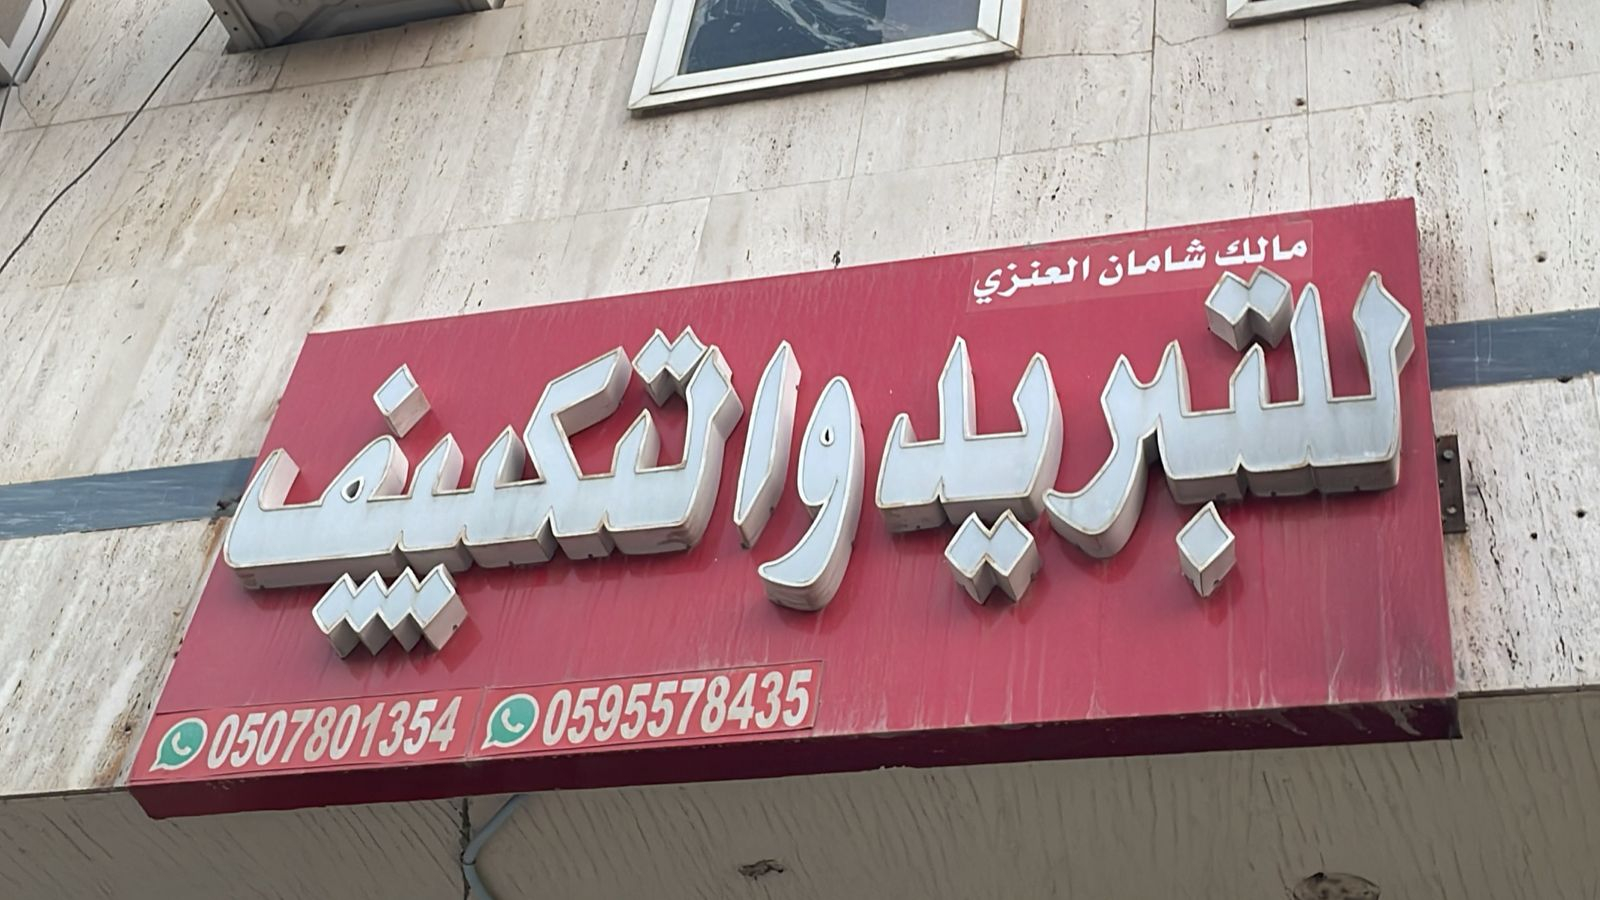 مالك شامان العنزي
للتبريد والتكييف
0507801354 0595578435